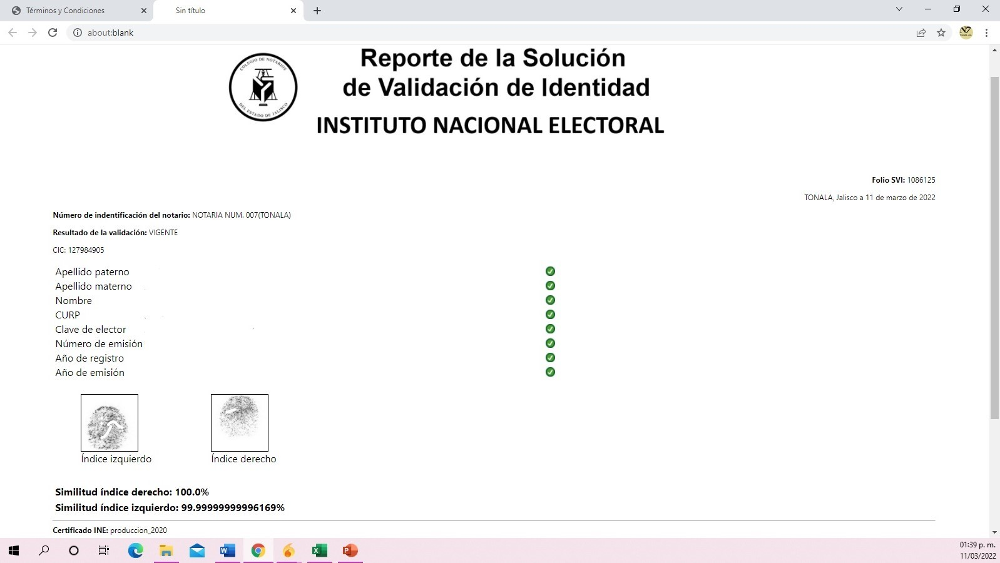 Términos y Condiciones
Sin título
about:blank
COLEGIO DE NOTARIOS
DEL ESTADO DE JALISCO
Reporte de la Solución
de Validación de Identidad
INSTITUTO NACIONAL ELECTORAL
Folio SVI: 1086125
TONALA, Jalisco a 11 de marzo de 2022
Número de indentificación del notario: NOTARIA NUM. 007(TONALA)
Resultado de la validación: VIGENTE
CIC: 127984905
Apellido paterno
Apellido materno
Nombre
CURP
Clave de elector
Número de emisión
Año de registro
Año de emisión
Índice izquierdo
Índice derecho
Similitud índice derecho: 100.0%
Similitud índice izquierdo: 99.99999999996169%
Certificado INE: produccion_2020
01:39 p. m.
11/03/2022